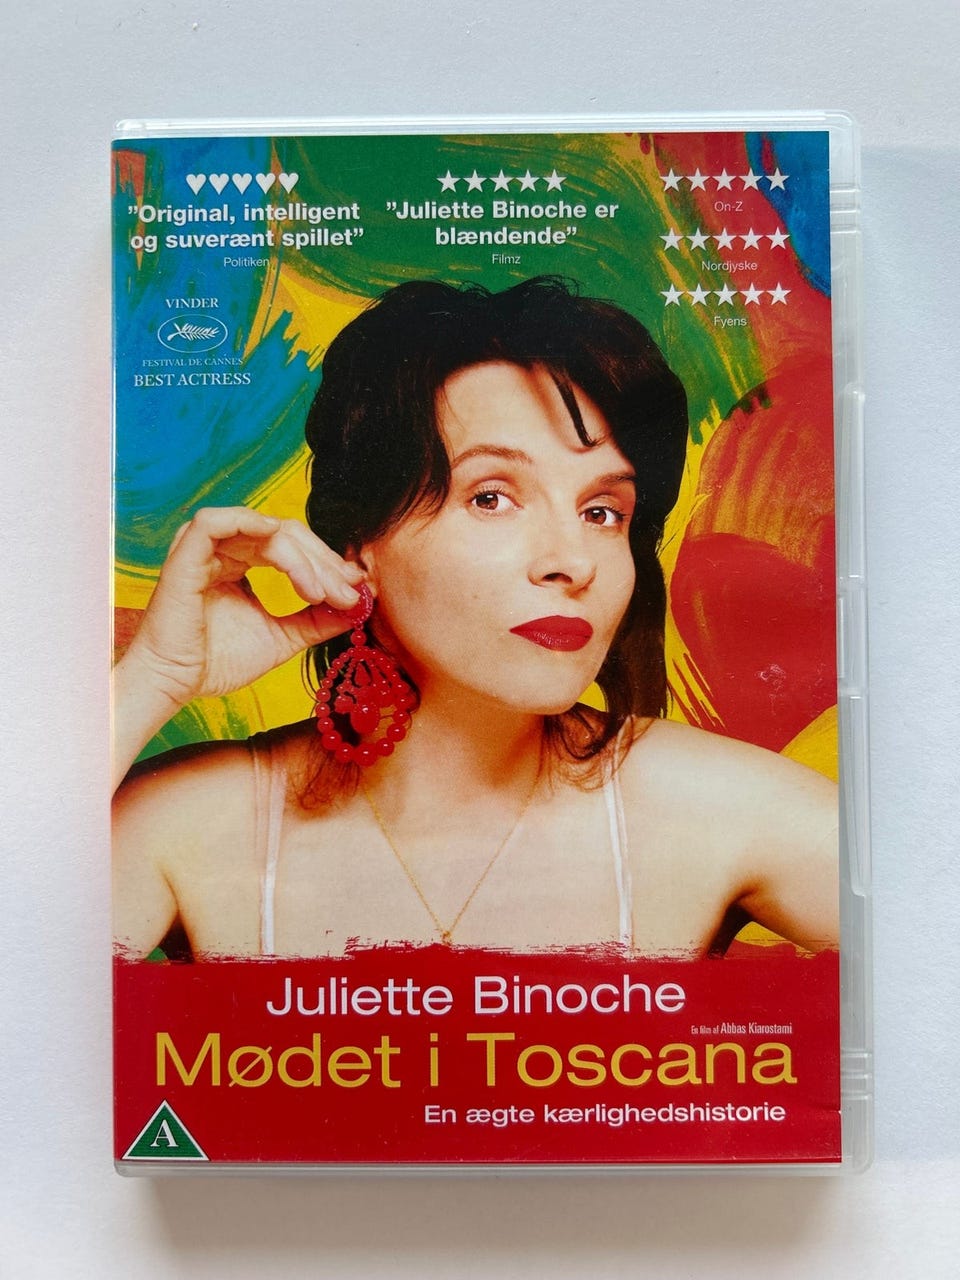 ”Original, intelligent
og suverænt spillet”
Politiken
”Juliette Binoche er
blændende”
Filmz
On-Z
Nordjyske
Fyens
VINDER
FESTIVAL DE CANNES
BEST ACTRESS
Juliette Binoche
En film af Abbas Kiarostami
Mødet i Toscana
En ægte kærlighedshistorie
A